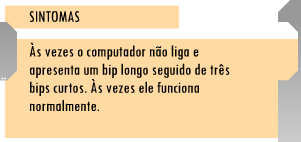 SINTOMAS
Às vezes o computador não liga e
apresenta um bip longo seguido de três
bips curtos. Às vezes ele funciona
normalmente.